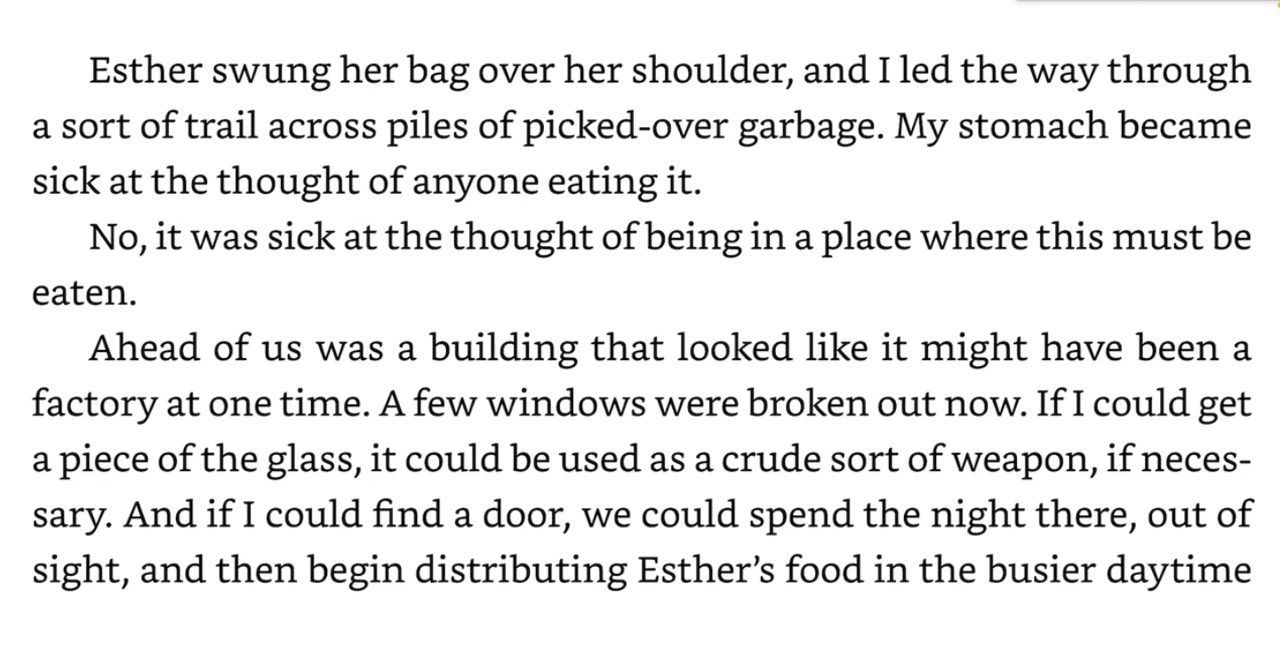 Esther swung her bag over her shoulder, and I led the way through
a sort of trail across piles of picked-over garbage. My stomach became
sick at the thought of anyone eating it.
No, it was sick at the thought of being in a place where this must be
eaten.
Ahead of us was a building that looked like it might have been a
factory at one time. A few windows were broken out now. If I could get
a piece of the glass, it could be used as a crude sort of weapon, if neces-
sary. And if I could find a door, we could spend the night there, out of
sight, and then begin distributing Esther’s food in the busier daytime